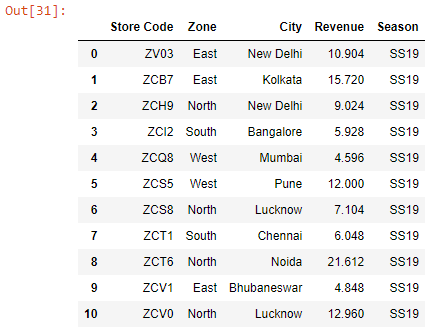 Out[31]:
Store Code Zone City Revenue Season
0 ZV03 East New Delhi 10.904 SS19
1 ZCB7 East Kolkata 15.720 SS19
2 ZCH9 North New Delhi 9.024 SS19
3 ZCI2 South Bangalore 5.928 SS19
4 ZCQ8 West Mumbai 4.596 SS19
5 ZCS5 West Pune 12.000 SS19
6 ZCS8 North Lucknow 7.104 SS19
7 ZCT1 South Chennai 6.048 SS19
8 ZCT6 North Noida 21.612 SS19
9 ZCV1 East Bhubaneswar 4.848 SS19
10 ZCV0 North Lucknow 12.960 SS19